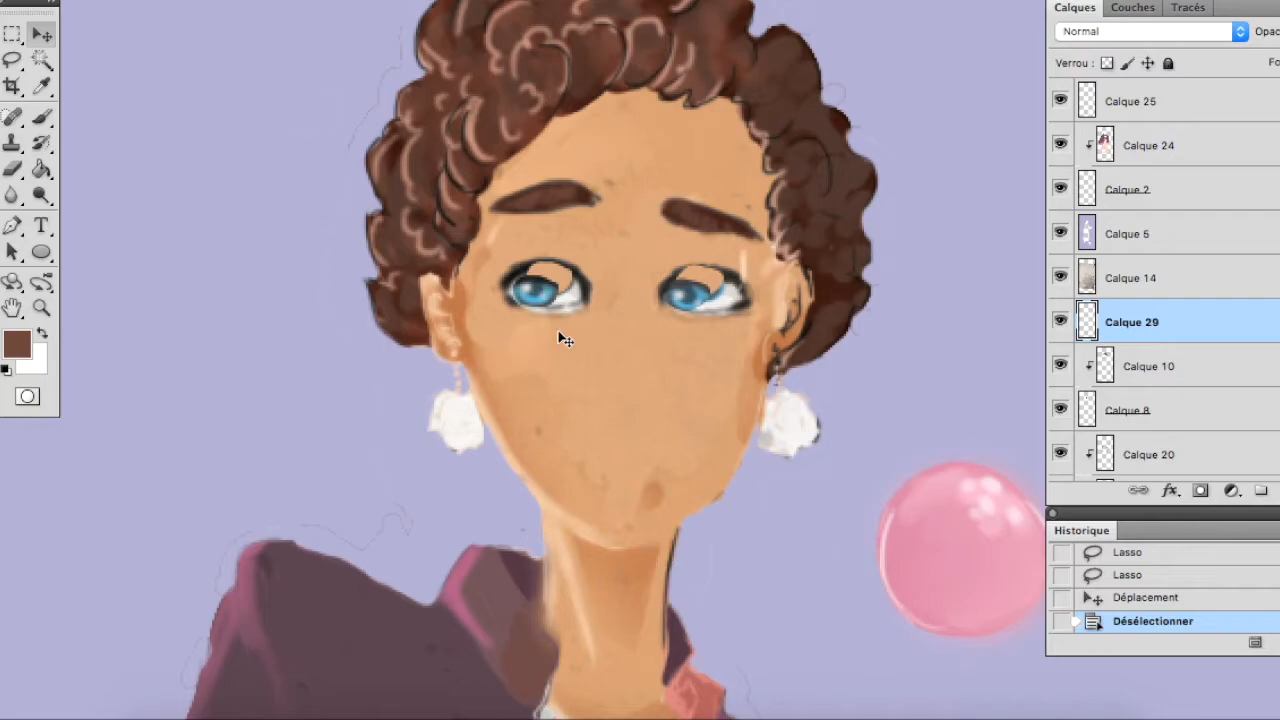 Calques
Couches
Tracés
Normal
Opac
Verrou :
Fo
Calque 25
Calque 24
Calque 2
Calque 5
Calque 14
Calque 29
Calque 10
Calque 8
Calque 20
fx
Historique
Lasso
Lasso
Déplacement
Désélectionner